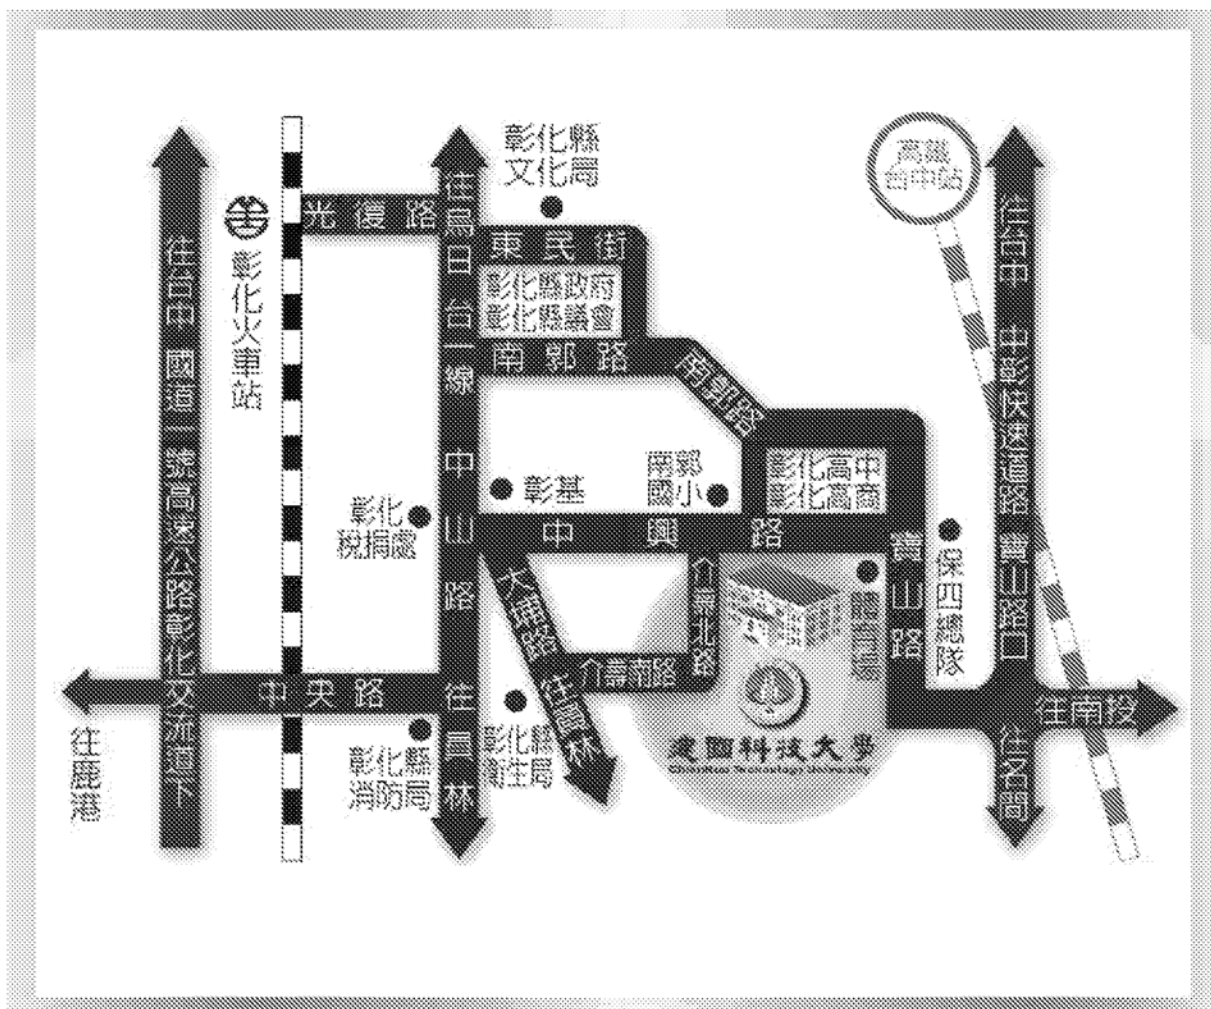 彰化縣
文化局
高鐵
台中站
光復路
往烏日 台一線 中山路 往員林
東民街
彰化縣政府
彰化縣議會
往台中 國道一號高速公路彰化交流道下
彰化火車站
往台中 中彰快速道路 寶山路口 往名間
南郭路
南郭路
彰化高中
彰化高商
南郭
國小
彰基
彰化
稅捐處
中興路
寶山路
保四總隊
體育場
大埔路 往員林
介壽北路
介壽南路
中央路
往南投
往鹿港
彰化縣
消防局
彰化縣
衛生局
建國科技大學
Chienkuo Technology University